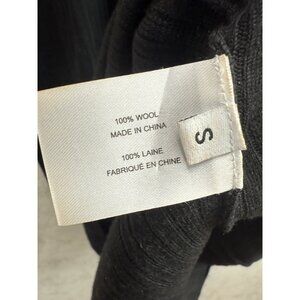 100% WOOL
MADE IN CHINA
100% LAINE
FABRIQUÉ EN CHINE
S